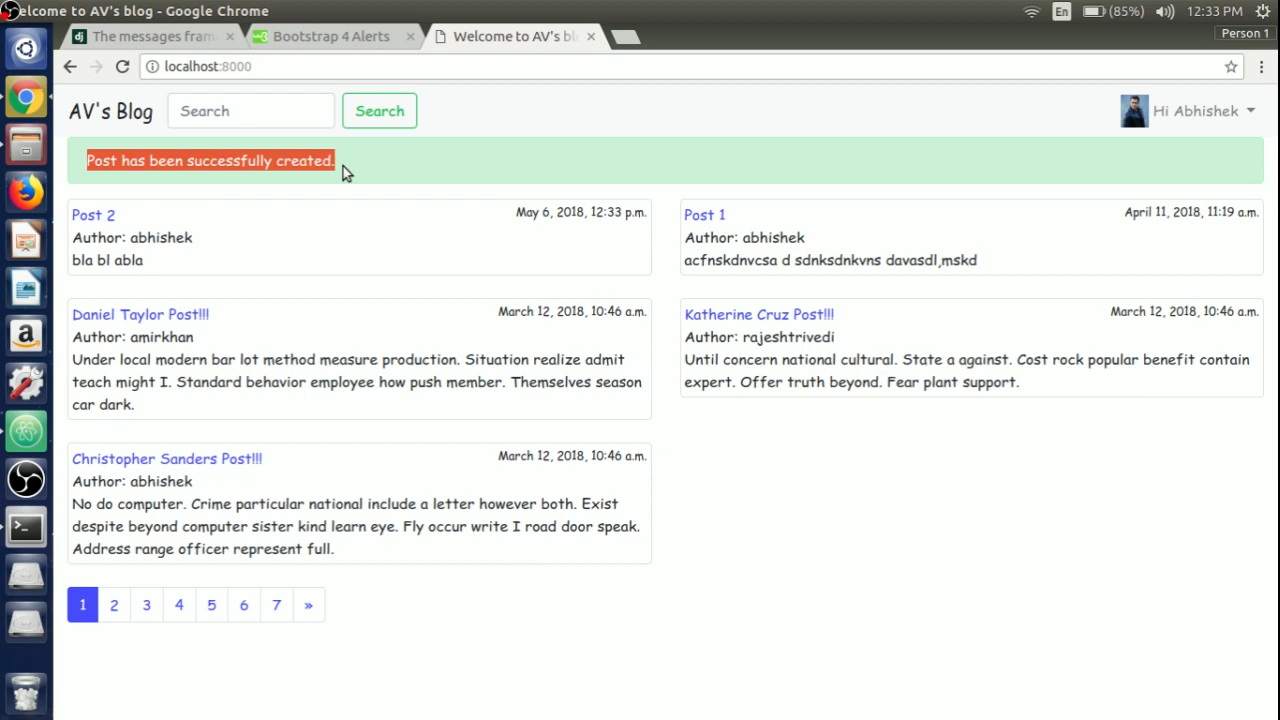 elcome to AV's blog - Google Chrome
En
(85%)
12:33 PM
The messages fram
Bootstrap 4 Alerts
Welcome to AV's bl
Person 1
localhost:8000
AV's Blog
Search
Search
Hi Abhishek
Post has been successfully created.
Post 2
May 6, 2018, 12:33 p.m.
Author: abhishek
bla bl abla
Post 1
April 11, 2018, 11:19 a.m.
Author: abhishek
acfnskdnvcsa d sdnksdnkvns davasdl,mskd
Daniel Taylor Post!!!
March 12, 2018, 10:46 a.m.
Author: amirkhan
Under local modern bar lot method measure production. Situation realize admit
teach might I. Standard behavior employee how push member. Themselves season
car dark.
Katherine Cruz Post!!!
March 12, 2018, 10:46 a.m.
Author: rajeshtrivedi
Until concern national cultural. State a against. Cost rock popular benefit contain
expert. Offer truth beyond. Fear plant support.
Christopher Sanders Post!!!
March 12, 2018, 10:46 a.m.
Author: abhishek
No do computer. Crime particular national include a letter however both. Exist
despite beyond computer sister kind learn eye. Fly occur write I road door speak.
Address range officer represent full.
1 2 3 4 5 6 7 »